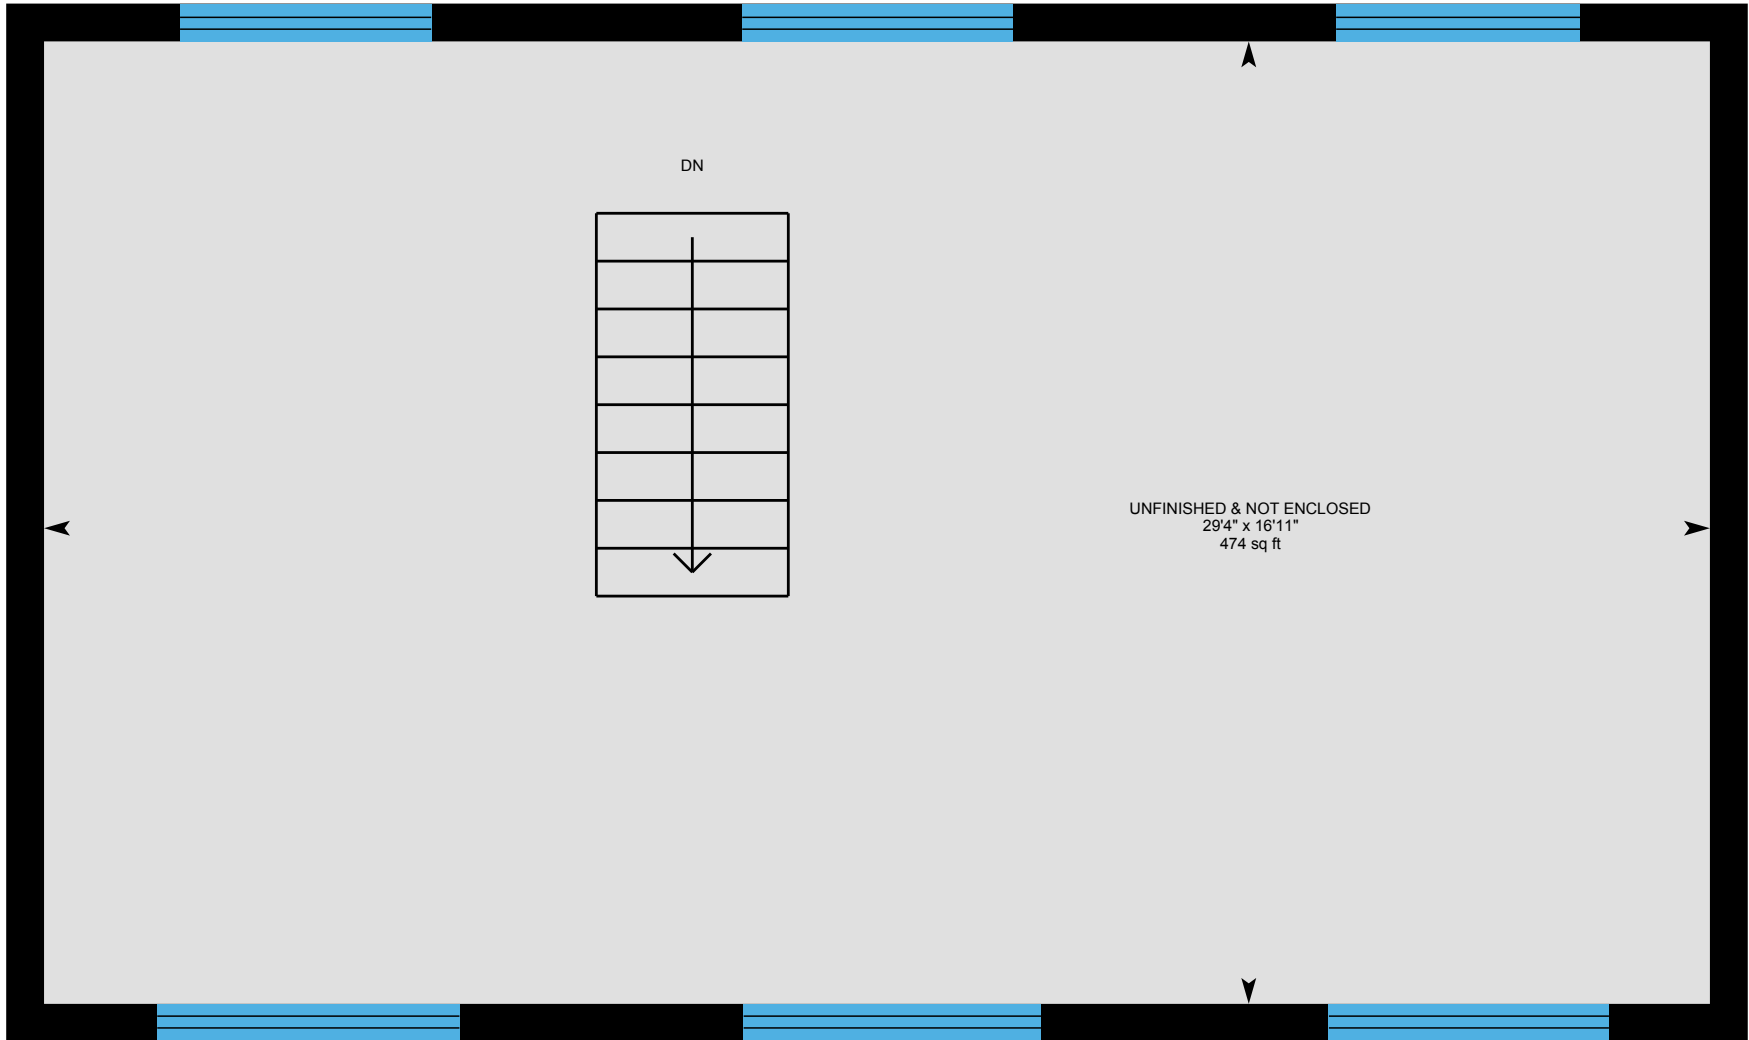 DN
UNFINISHED & NOT ENCLOSED
29'4" x 16'11"
474 sq ft